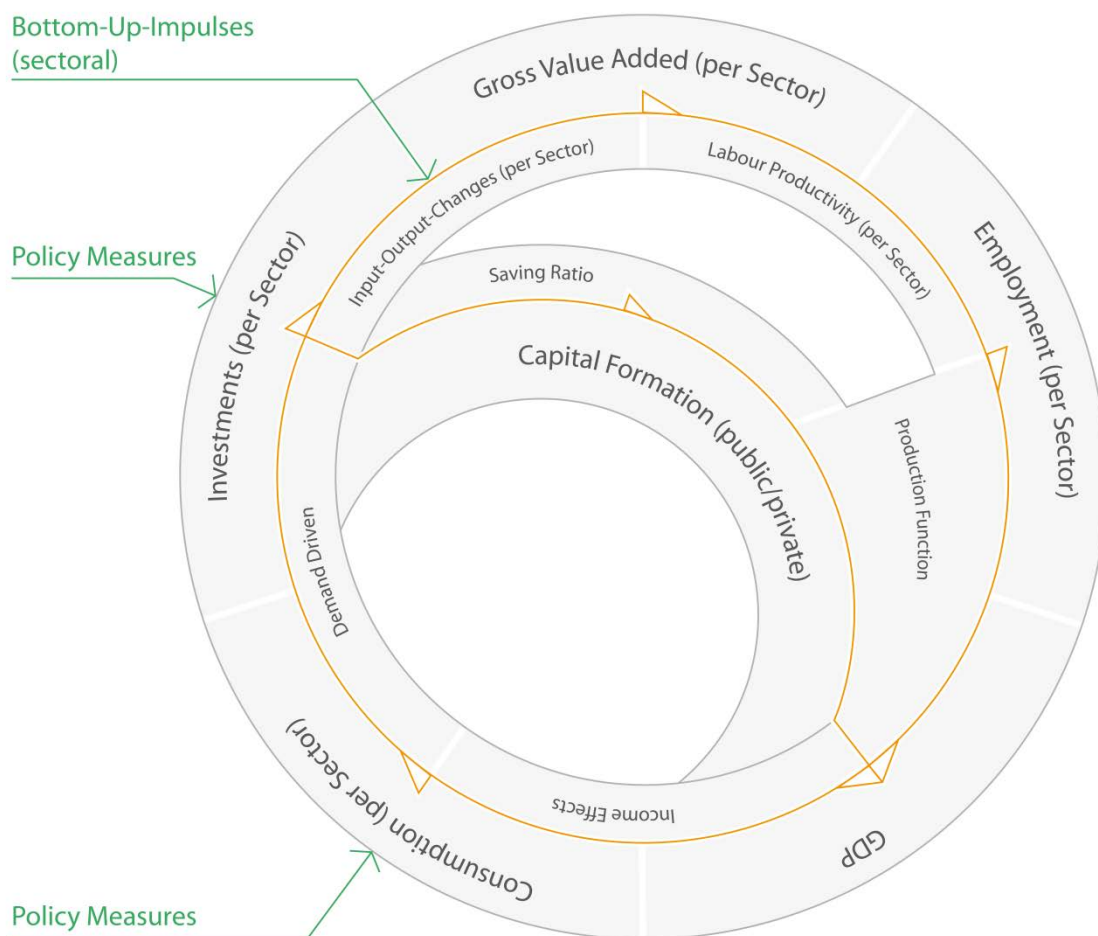 Bottom-Up-Impulses
(sectoral)
Gross Value Added (per Sector)
Input-Output-Changes (per Sector)
Labour Productivity (per Sector)
Policy Measures
Investments (per Sector)
Saving Ratio
Employment (per Sector)
Capital Formation (public/private)
Production Function
Demand Driven
Consumption (per Sector)
Income Effects
GDP
Policy Measures